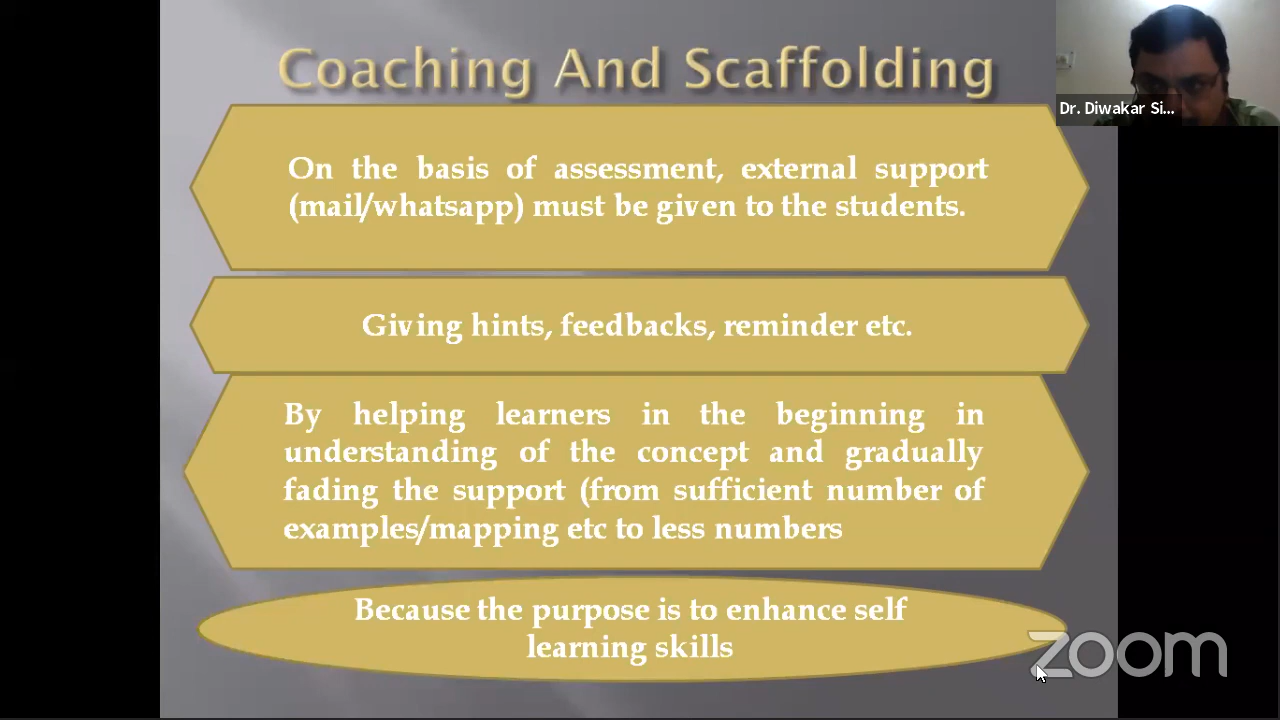 Coaching And Scaffolding
Dr. Diwakar Si...
On the basis of assessment, external support
(mail/whatsapp) must be given to the students.
Giving hints, feedbacks, reminder etc.
By helping learners in the beginning in
understanding of the concept and gradually
fading the support (from sufficient number of
examples/mapping etc to less numbers
Because the purpose is to enhance self
learning skills
zoom